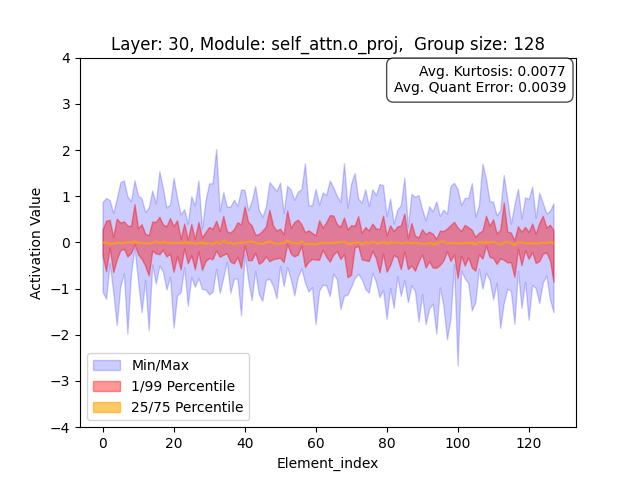 Layer: 30, Module: self_attn.o_proj,  Group size: 128
Avg. Kurtosis: 0.0077
Avg. Quant Error: 0.0039
Activation Value
4
3
2
1
0
−1
−2
−3
−4
Min/Max
1/99 Percentile
25/75 Percentile
0
20
40
60
80
100
120
Element_index